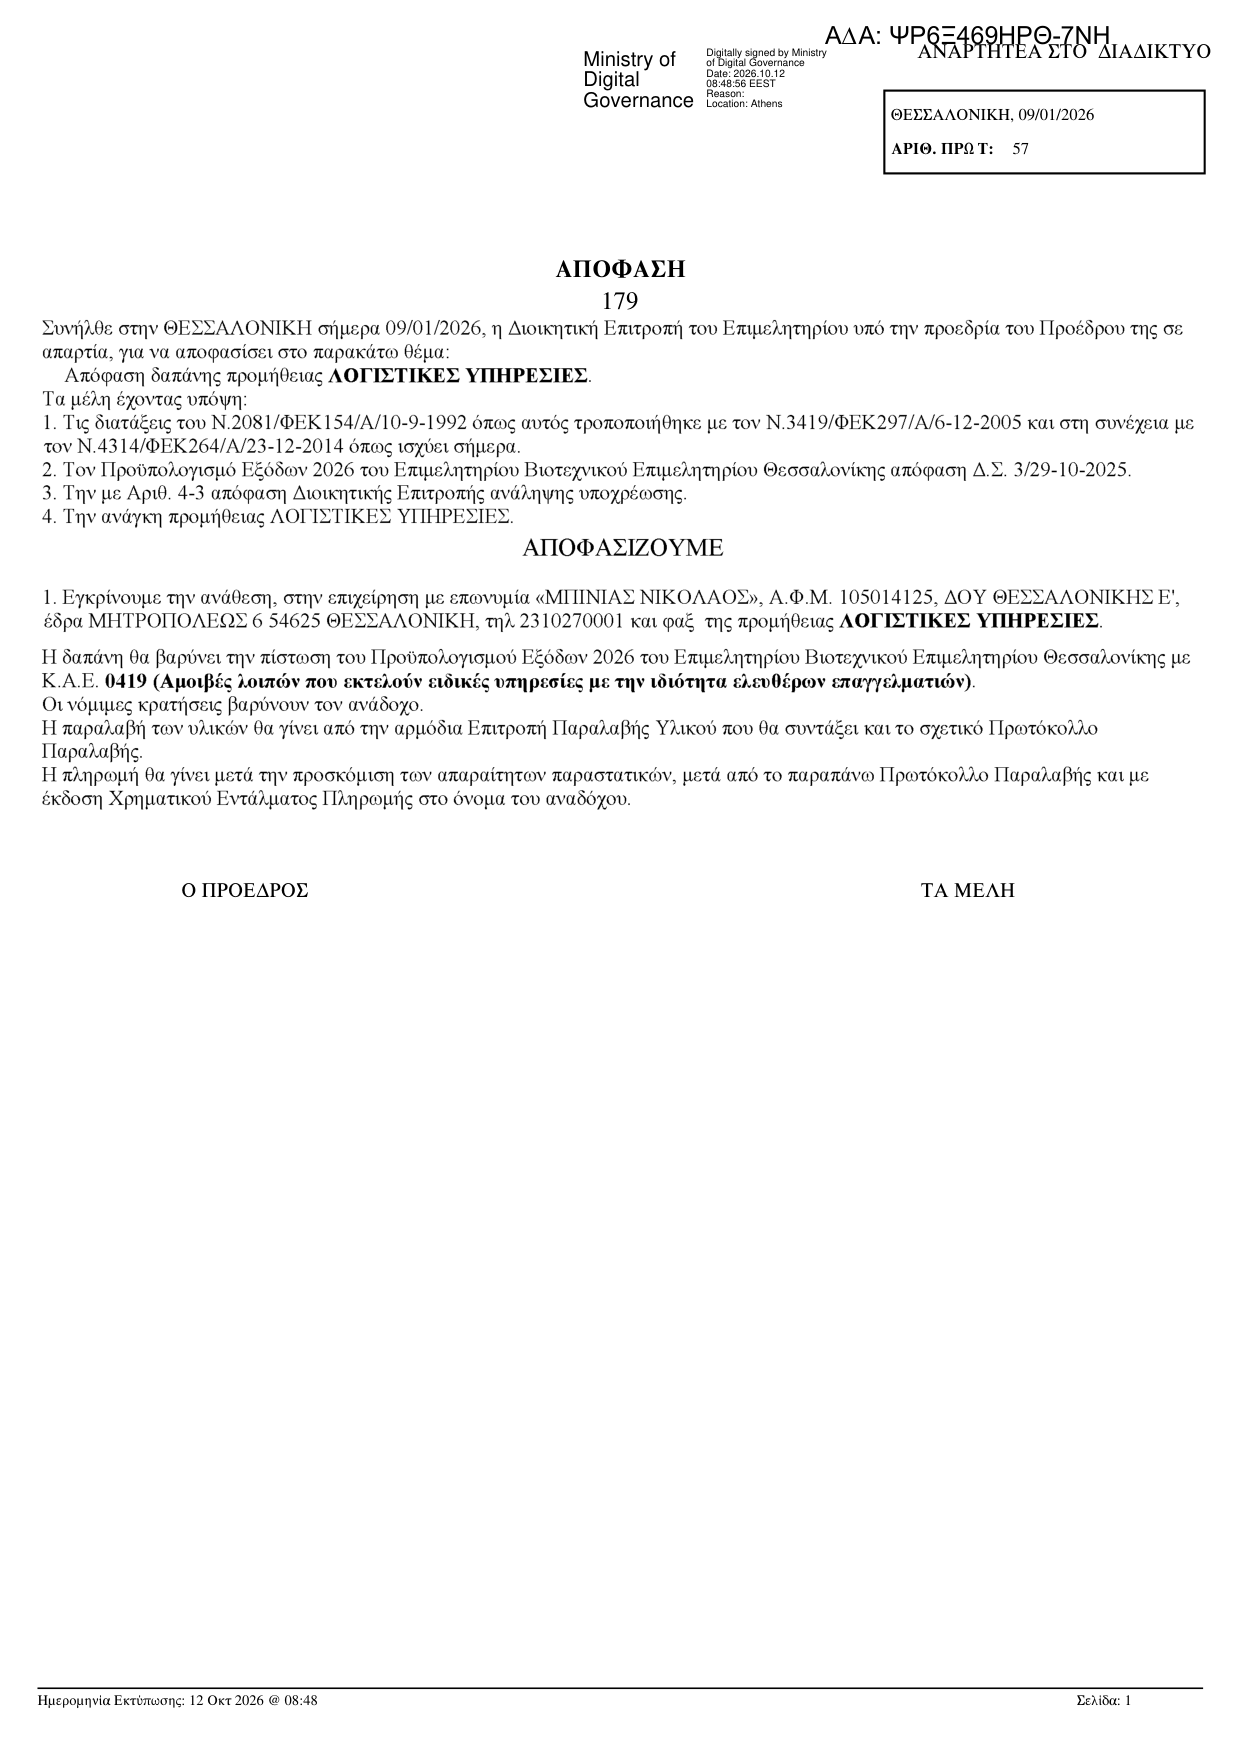 ΑΔΑ: ΨΡ6Ξ469ΗΡΘ-7ΝΗ
ΑΝΑΡΤΗΤΕΑ ΣΤΟ ΔΙΑΔΙΚΤΥΟ
Ministry of
Digital
Governance
Digitally signed by Ministry
of Digital Governance
Date: 2026.10.12
08:48:56 EEST
Reason:
Location: Athens
ΘΕΣΣΑΛΟΝΙΚΗ, 09/01/2026
ΑΡΙΘ. ΠΡΩΤ: 57
ΑΠΟΦΑΣΗ
179
Συνήλθε στην ΘΕΣΣΑΛΟΝΙΚΗ σήμερα 09/01/2026, η Διοικητική Επιτροπή του Επιμελητηρίου υπό την προεδρία του Προέδρου της σε
απαρτία, για να αποφασίσει στο παρακάτω θέμα:
Απόφαση δαπάνης προμήθειας ΛΟΓΙΣΤΙΚΕΣ ΥΠΗΡΕΣΙΕΣ.
Τα μέλη έχοντας υπόψη:
1. Τις διατάξεις του Ν.2081/ΦΕΚ154/Α/10-9-1992 όπως αυτός τροποποιήθηκε με τον Ν.3419/ΦΕΚ297/Α/6-12-2005 και στη συνέχεια με
τον Ν.4314/ΦΕΚ264/Α/23-12-2014 όπως ισχύει σήμερα.
2. Τον Προϋπολογισμό Εξόδων 2026 του Επιμελητηρίου Βιοτεχνικού Επιμελητηρίου Θεσσαλονίκης απόφαση Δ.Σ. 3/29-10-2025.
3. Την με Αριθ. 4-3 απόφαση Διοικητικής Επιτροπής ανάληψης υποχρέωσης.
4. Την ανάγκη προμήθειας ΛΟΓΙΣΤΙΚΕΣ ΥΠΗΡΕΣΙΕΣ.
ΑΠΟΦΑΣΙΖΟΥΜΕ
1. Εγκρίνουμε την ανάθεση, στην επιχείρηση με επωνυμία «ΜΠΙΝΙΑΣ ΝΙΚΟΛΑΟΣ», Α.Φ.Μ. 105014125, ΔΟΥ ΘΕΣΣΑΛΟΝΙΚΗΣ Ε',
έδρα ΜΗΤΡΟΠΟΛΕΩΣ 6 54625 ΘΕΣΣΑΛΟΝΙΚΗ, τηλ 2310270001 και φαξ της προμήθειας ΛΟΓΙΣΤΙΚΕΣ ΥΠΗΡΕΣΙΕΣ.
Η δαπάνη θα βαρύνει την πίστωση του Προϋπολογισμού Εξόδων 2026 του Επιμελητηρίου Βιοτεχνικού Επιμελητηρίου Θεσσαλονίκης με
Κ.Α.Ε. 0419 (Αμοιβές λοιπών που εκτελούν ειδικές υπηρεσίες με την ιδιότητα ελευθέρων επαγγελματιών).
Οι νόμιμες κρατήσεις βαρύνουν τον ανάδοχο.
Η παραλαβή των υλικών θα γίνει από την αρμόδια Επιτροπή Παραλαβής Υλικού που θα συντάξει και το σχετικό Πρωτόκολλο
Παραλαβής.
Η πληρωμή θα γίνει μετά την προσκόμιση των απαραίτητων παραστατικών, μετά από το παραπάνω Πρωτόκολλο Παραλαβής και με
έκδοση Χρηματικού Εντάλματος Πληρωμής στο όνομα του αναδόχου.
Ο ΠΡΟΕΔΡΟΣ
ΤΑ ΜΕΛΗ
Ημερομηνία Εκτύπωσης: 12 Οκτ 2026 @ 08:48
Σελίδα: 1